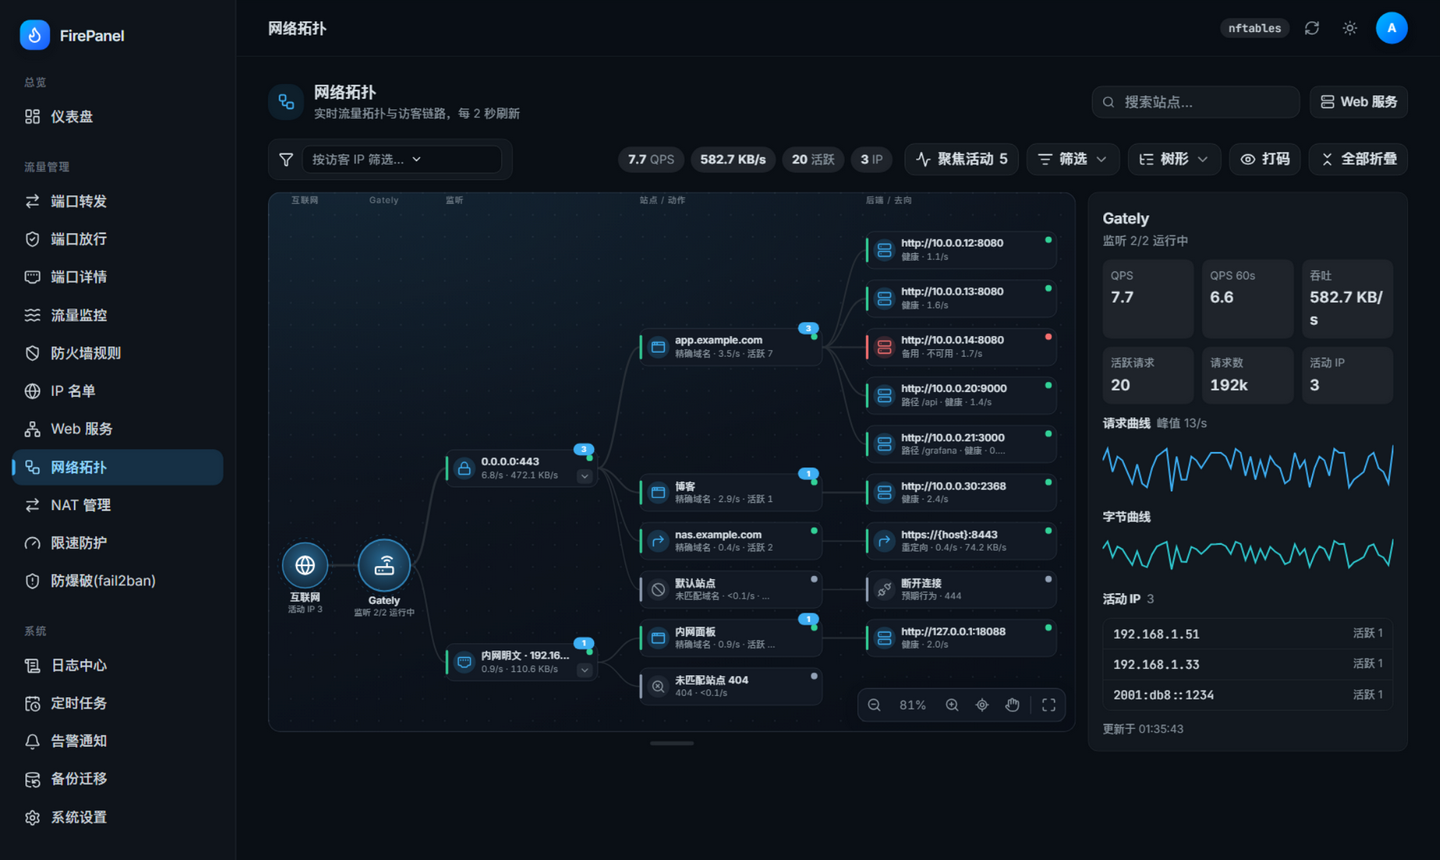 FirePanel
总览
仪表盘
流量管理
端口转发
端口放行
端口详情
流量监控
防火墙规则
IP 名单
Web 服务
网络拓扑
NAT 管理
限速防护
防爆破(fail2ban)
系统
日志中心
定时任务
告警通知
备份迁移
系统设置
网络拓扑
nftables
A
网络拓扑
实时流量拓扑与访客链路，每 2 秒刷新
搜索站点...
Web 服务
按访客 IP 筛选...
7.7 QPS
582.7 KB/s
20 活跃
3 IP
聚焦活动 5
筛选
树形
打码
全部折叠
互联网
Gately
监听
站点 / 动作
后端 / 去向
互联网
活动 IP 3
Gately
监听 2/2 运行中
3
0.0.0.0:443
6.8/s · 472.1 KB/s
1
内网明文 · 192.16...
0.9/s · 110.6 KB/s
3
app.example.com
精确域名 · 3.5/s · 活跃 7
1
博客
精确域名 · 2.9/s · 活跃 1
nas.example.com
精确域名 · 0.4/s · 活跃 2
默认站点
未匹配域名 · <0.1/s · ...
1
内网面板
精确域名 · 0.9/s · 活跃 ...
未匹配站点 404
404 · <0.1/s
http://10.0.0.12:8080
健康 · 1.1/s
http://10.0.0.13:8080
健康 · 1.6/s
http://10.0.0.14:8080
备用 · 不可用 · 1.7/s
http://10.0.0.20:9000
路径 /api · 健康 · 1.4/s
http://10.0.0.21:3000
路径 /grafana · 健康 · 0....
http://10.0.0.30:2368
健康 · 2.4/s
https://{host}:8443
重定向 · 0.4/s · 74.2 KB/s
断开连接
预期行为 · 444
http://127.0.0.1:18088
健康 · 2.0/s
81%
Gately
监听 2/2 运行中
QPS
7.7
QPS 60s
6.6
吞吐
582.7 KB/
s
活跃请求
20
请求数
192k
活动 IP
3
请求曲线 峰值 13/s
字节曲线
活动 IP 3
192.168.1.51 活跃 1
192.168.1.33 活跃 1
2001:db8::1234 活跃 1
更新于 01:35:43